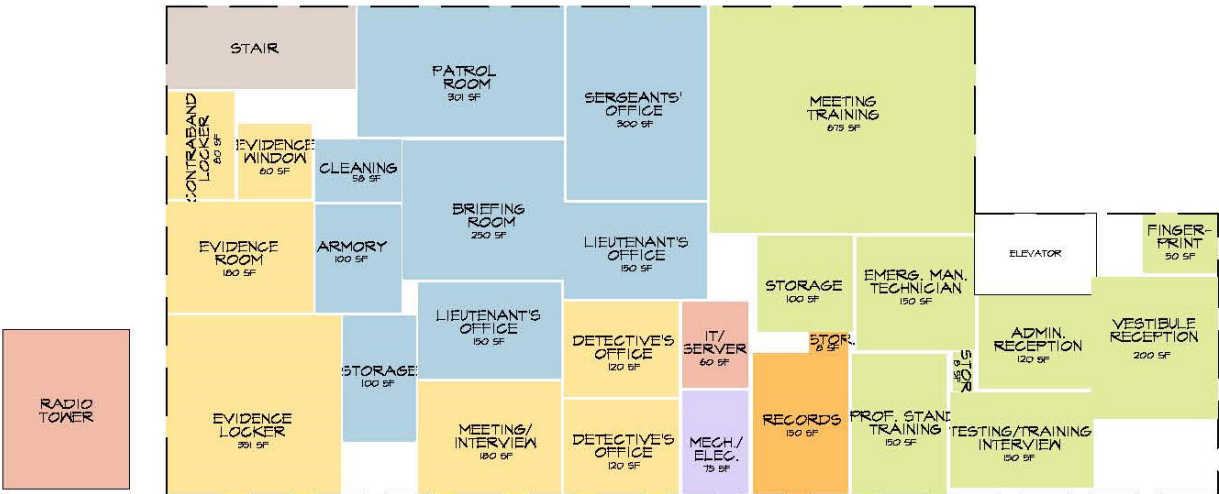 STAIR
PATROL
ROOM
301 SF
SERGEANTS'
OFFICE
300 SF
MEETING
TRAINING
675 SF
CONTRABAND
LOCKER
80 SF
EVIDENCE
WINDOW
60 SF
CLEANING
58 SF
BRIEFING
ROOM
250 SF
LIEUTENANT'S
OFFICE
150 SF
ELEVATOR
FINGER-
PRINT
50 SF
EVIDENCE
ROOM
180 SF
ARMORY
100 SF
STORAGE
100 SF
EMERG. MAN.
TECHNICIAN
150 SF
LIEUTENANT'S
OFFICE
150 SF
DETECTIVE'S
OFFICE
120 SF
IT/
SERVER
60 SF
STOR.
8 SF
ADMIN.
RECEPTION
120 SF
VESTIBULE
RECEPTION
200 SF
STORAGE
100 SF
STOR
8 SF
RADIO
TOWER
EVIDENCE
LOCKER
351 SF
MEETING/
INTERVIEW
180 SF
DETECTIVE'S
OFFICE
120 SF
MECH./
ELEC.
75 SF
RECORDS
150 SF
PROF. STAND
TRAINING
150 SF
TESTING/TRAINING
INTERVIEW
150 SF